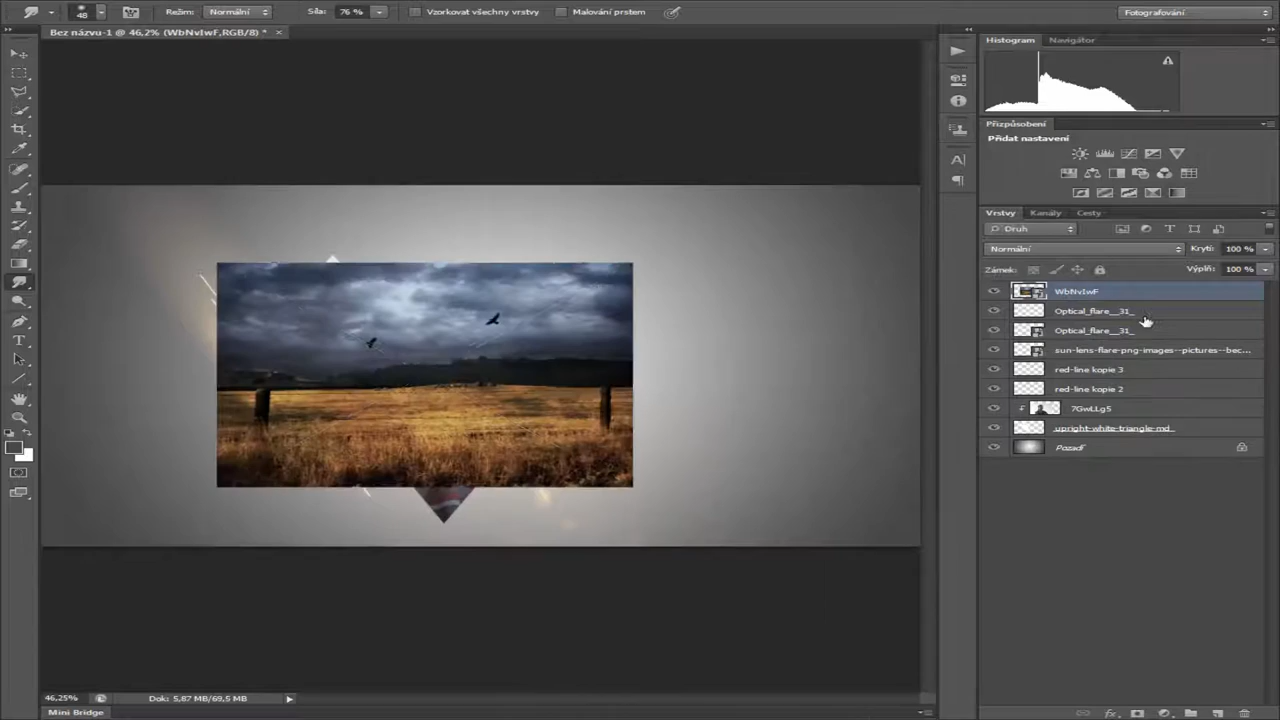 48 Režim: Normální Síla: 76 % Vzorkovat všechny vrstvy Malování prstem Fotografování
Bez názvu-1 @ 46,2% (WbNvIwF,RGB/8) * ×
Histogram Navigátor
Přizpůsobení
Přidat nastavení
Vrstvy Kanály Cesty
Druh
Normální Krytí: 100 %
Zámek: Výplň: 100 %
WbNvIwF
Optical_flare__31_
Optical_flare__31_
sun-lens-flare-png-images--pictures--bec...
red-line kopie 3
red-line kopie 2
7GwLLg5
upright-white-triangle-md_
Pozadí
46,25% Dok: 5,87 MB/69,5 MB
Mini Bridge